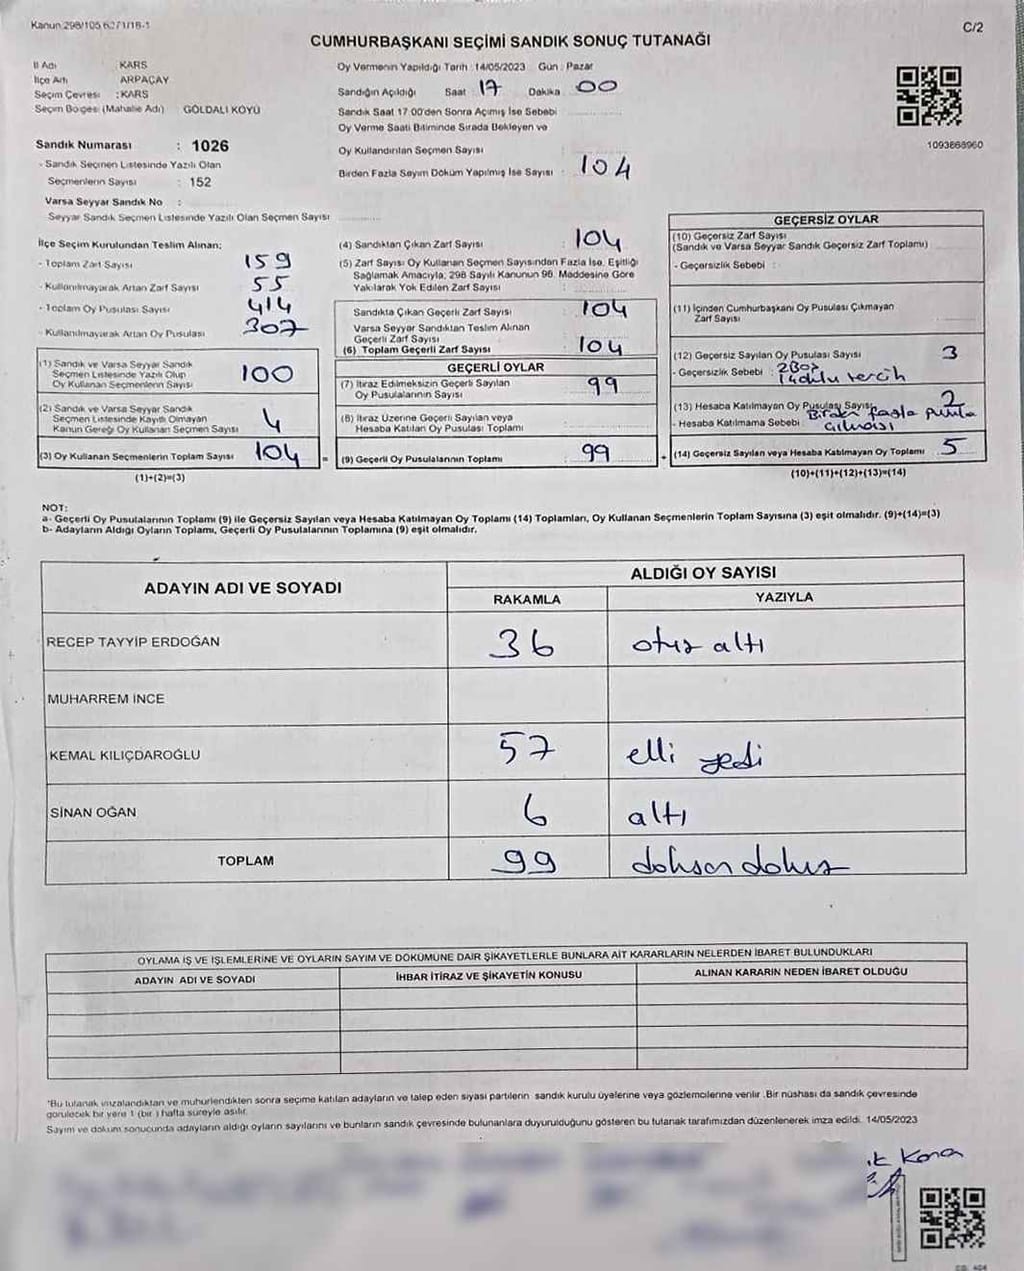 Kanun 298/105 6271/18-1
C/2
CUMHURBAŞKANI SEÇİMİ SANDIK SONUÇ TUTANAĞI
İl Adı : KARS
İlçe Adı : ARPAÇAY
Seçim Çevresi : KARS
Seçim Bölgesi (Mahalle Adı) : GÖLDALI KÖYÜ
Sandık Numarası : 1026
- Sandık Seçmen Listesinde Yazılı Olan
Seçmenlerin Sayısı : 152
Varsa Seyyar Sandık No :
Seyyar Sandık Seçmen Listesinde Yazılı Olan Seçmen Sayısı
Oy Vermenin Yapıldığı Tarih : 14/05/2023 Gün : Pazar
Sandığın Açıldığı Saat 17 Dakika 00
Sandık Saat 17:00'den Sonra Açılmış İse Sebebi
Oy Verme Saati Bitiminde Sırada Bekleyen ve
Oy Kullandırılan Seçmen Sayısı
Birden Fazla Sayım Döküm Yapılmış İse Sayısı : 104
1093868960
İlçe Seçim Kurulundan Teslim Alınan;
- Toplam Zarf Sayısı 159
- Kullanılmayarak Artan Zarf Sayısı 55
- Toplam Oy Pusulası Sayısı 414
- Kullanılmayarak Artan Oy Pusulası 307
(1) Sandık ve Varsa Seyyar Sandık
Seçmen Listesinde Yazılı Olup
Oy Kullanan Seçmenlerin Sayısı 100
(2) Sandık ve Varsa Seyyar Sandık
Seçmen Listesinde Kayıtlı Olmayan
Kanun Gereği Oy Kullanan Seçmen Sayısı 4
(3) Oy Kullanan Seçmenlerin Toplam Sayısı 104
(1)+(2)=(3)
(4) Sandıktan Çıkan Zarf Sayısı : 104
(5) Zarf Sayısı Oy Kullanan Seçmen Sayısından Fazla İse, Eşitliği
Sağlamak Amacıyla; 298 Sayılı Kanunun 98. Maddesine Göre
Yakılarak Yok Edilen Zarf Sayısı
Sandıkta Çıkan Geçerli Zarf Sayısı : 104
Varsa Seyyar Sandıktan Teslim Alınan
Geçerli Zarf Sayısı
(6) Toplam Geçerli Zarf Sayısı : 104
GEÇERLİ OYLAR
(7) İtiraz Edilmeksizin Geçerli Sayılan
Oy Pusulasının Sayısı 99
(8) İtiraz Üzerine Geçerli Sayılan veya
Hesaba Katılan Oy Pusulası Toplamı
= (9) Geçerli Oy Pusulalarının Toplamı : 99
GEÇERSİZ OYLAR
(10) Geçersiz Zarf Sayısı
(Sandık ve Varsa Seyyar Sandık Geçersiz Zarf Toplamı)
- Geçersizlik Sebebi :
(11) İçinden Cumhurbaşkanı Oy Pusulası Çıkmayan
Zarf Sayısı
(12) Geçersiz Sayılan Oy Pusulası Sayısı 3
- Geçersizlik Sebebi : 2Boş
tercih
(13) Hesaba Katılmayan Oy Pusulası Sayısı 2
- Hesaba Katılmama Sebebi Birden fazla pusula
çıkması
+ (14) Geçersiz Sayılan veya Hesaba Katılmayan Oy Toplamı 5
(10)+(11)+(12)+(13)=(14)
NOT:
a- Geçerli Oy Pusulalarının Toplamı (9) ile Geçersiz Sayılan veya Hesaba Katılmayan Oy Toplamı (14) Toplamları, Oy Kullanan Seçmenlerin Toplam Sayısına (3) eşit olmalıdır. (9)+(14)=(3)
b- Adayların Aldığı Oyların Toplamı, Geçerli Oy Pusulalarının Toplamına (9) eşit olmalıdır.
ADAYIN ADI VE SOYADI ALDIĞI OY SAYISI
RAKAMLA YAZIYLA
RECEP TAYYİP ERDOĞAN 36 otuz altı
MUHARREM İNCE
KEMAL KILIÇDAROĞLU 57 elli yedi
SİNAN OĞAN 6 altı
TOPLAM 99 doksan dokuz
OYLAMA İŞ VE İŞLEMLERİNE VE OYLARIN SAYIM VE DÖKÜMÜNE DAİR ŞİKAYETLERLE BUNLARA AİT KARARLARIN NELERDEN İBARET BULUNDUKLARI
ADAYIN ADI VE SOYADI İHBAR İTİRAZ VE ŞİKAYETİN KONUSU ALINAN KARARIN NEDEN İBARET OLDUĞU
*Bu tutanak imzalandıktan ve mühürlendikten sonra seçime katılan adayların ve talep eden siyasi partilerin sandık kurulu üyelerine veya gözlemcilerine verilir .Bir nüshası da sandık çevresinde
görülecek bir yere 1 (bir ) hafta süreyle asılır.
Sayım ve döküm sonucunda adayların aldığı oyların sayılarını ve bunların sandık çevresinde bulunanlara duyurulduğunu gösteren bu tutanak tarafımızdan düzenlenerek imza edildi. 14/05/2023